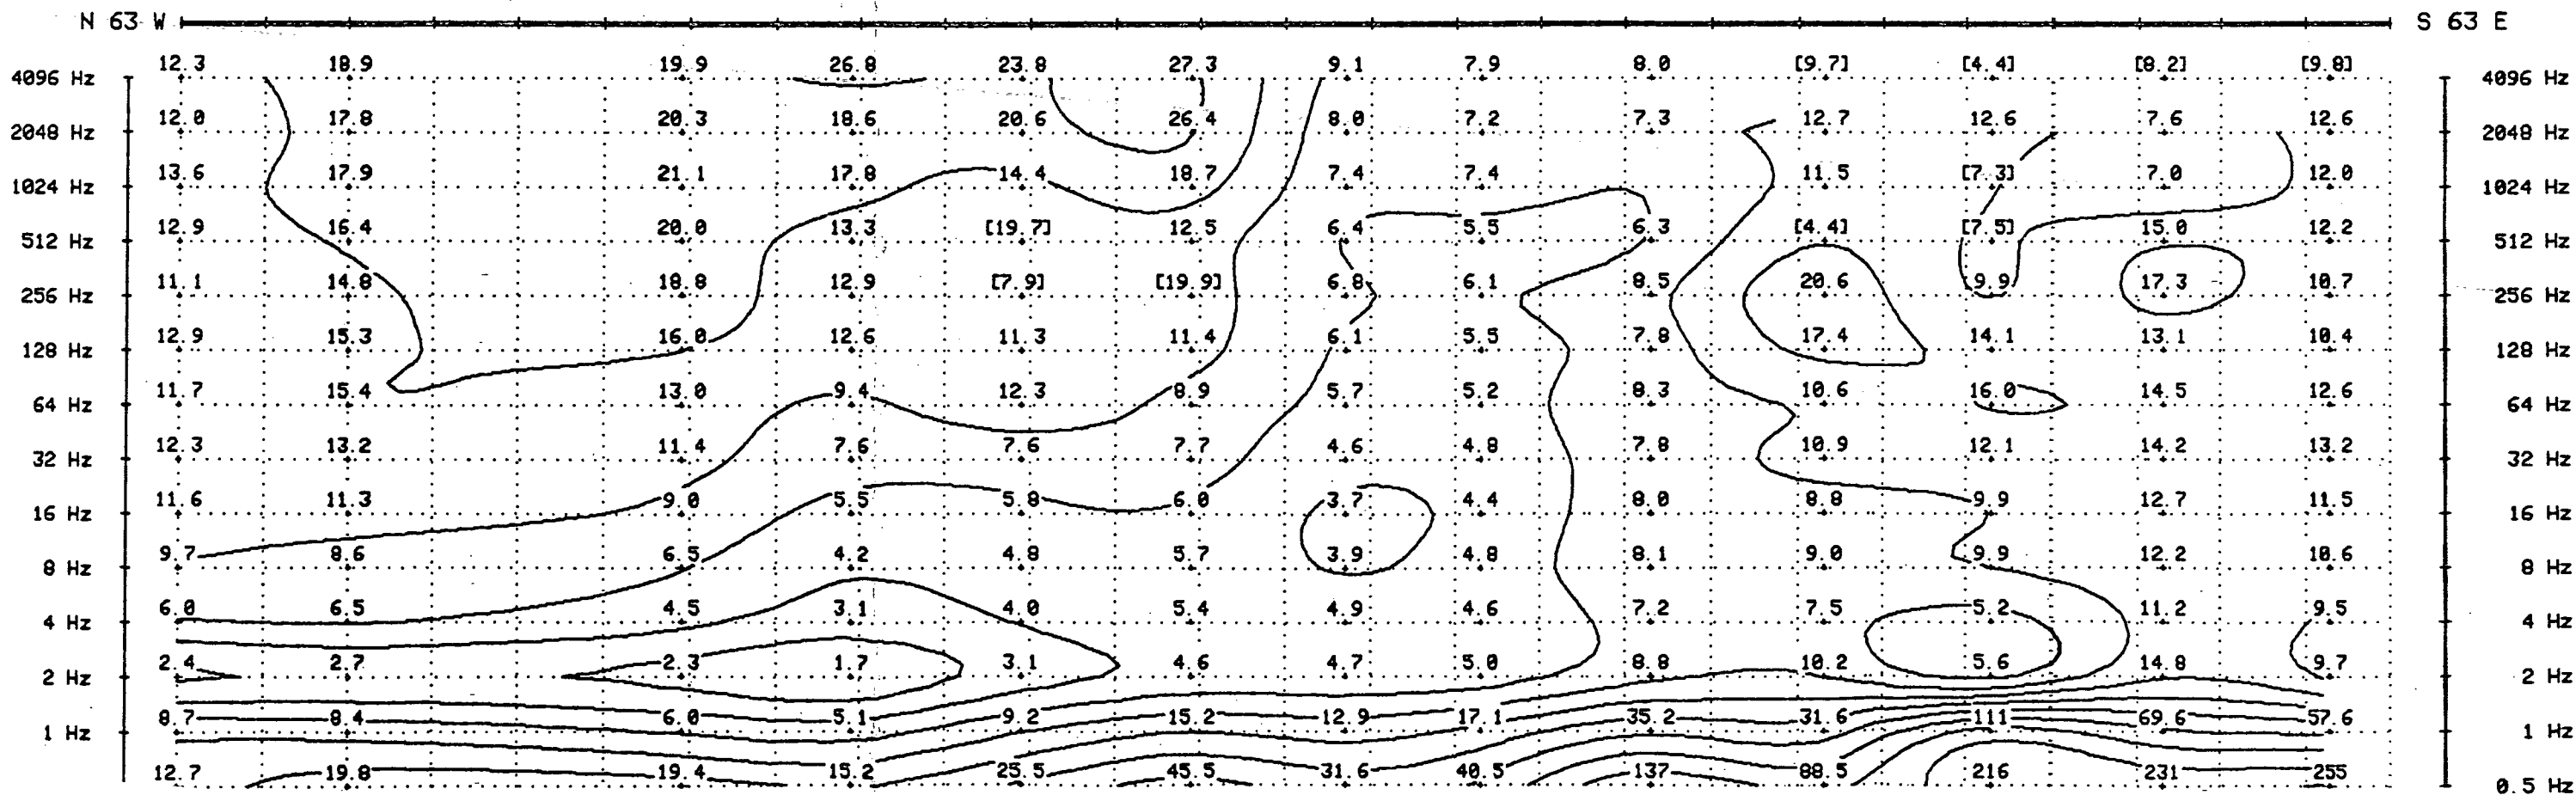 N 63 W S 63 E
4096 Hz 12.3 18.9 19.9 26.8 23.8 27.3 9.1 7.9 8.0 [9.7] [4.4] [8.2] [9.8] 4096 Hz
2048 Hz 12.0 17.8 20.3 18.6 20.6 26.4 8.0 7.2 7.3 12.7 12.6 7.6 12.6 2048 Hz
1024 Hz 13.6 17.9 21.1 17.8 14.4 18.7 7.4 7.4 11.5 [7.3] 7.0 12.0 1024 Hz
512 Hz 12.9 16.4 20.0 13.3 [19.7] 12.5 6.4 5.5 6.3 [4.4] [7.5] 15.0 12.2 512 Hz
256 Hz 11.1 14.8 18.8 12.9 [7.9] [19.9] 6.8 6.1 8.5 20.6 9.9 17.3 10.7 256 Hz
128 Hz 12.9 15.3 16.0 12.6 11.3 11.4 6.1 5.5 7.8 17.4 14.1 13.1 10.4 128 Hz
64 Hz 11.7 15.4 13.0 9.4 12.3 8.9 5.7 5.2 8.3 10.6 16.0 14.5 12.6 64 Hz
32 Hz 12.3 13.2 11.4 7.6 7.6 7.7 4.6 4.8 7.8 10.9 12.1 14.2 13.2 32 Hz
16 Hz 11.6 11.3 9.0 5.5 5.8 6.0 3.7 4.4 8.0 8.8 9.9 12.7 11.5 16 Hz
8 Hz 9.7 8.6 6.5 4.2 4.8 5.7 3.9 4.8 8.1 9.0 9.9 12.2 10.6 8 Hz
4 Hz 6.0 6.5 4.5 3.1 4.0 5.4 4.9 4.6 7.2 7.5 5.2 11.2 9.5 4 Hz
2 Hz 2.4 2.7 2.3 1.7 3.1 4.6 4.7 5.0 8.8 10.2 5.6 14.8 9.7 2 Hz
1 Hz 8.7 8.4 6.0 5.1 9.2 15.2 12.9 17.1 35.2 31.6 111 69.6 57.6 1 Hz
12.7 19.8 19.4 15.2 25.5 45.5 31.6 40.5 137 88.5 216 231 255 0.5 Hz